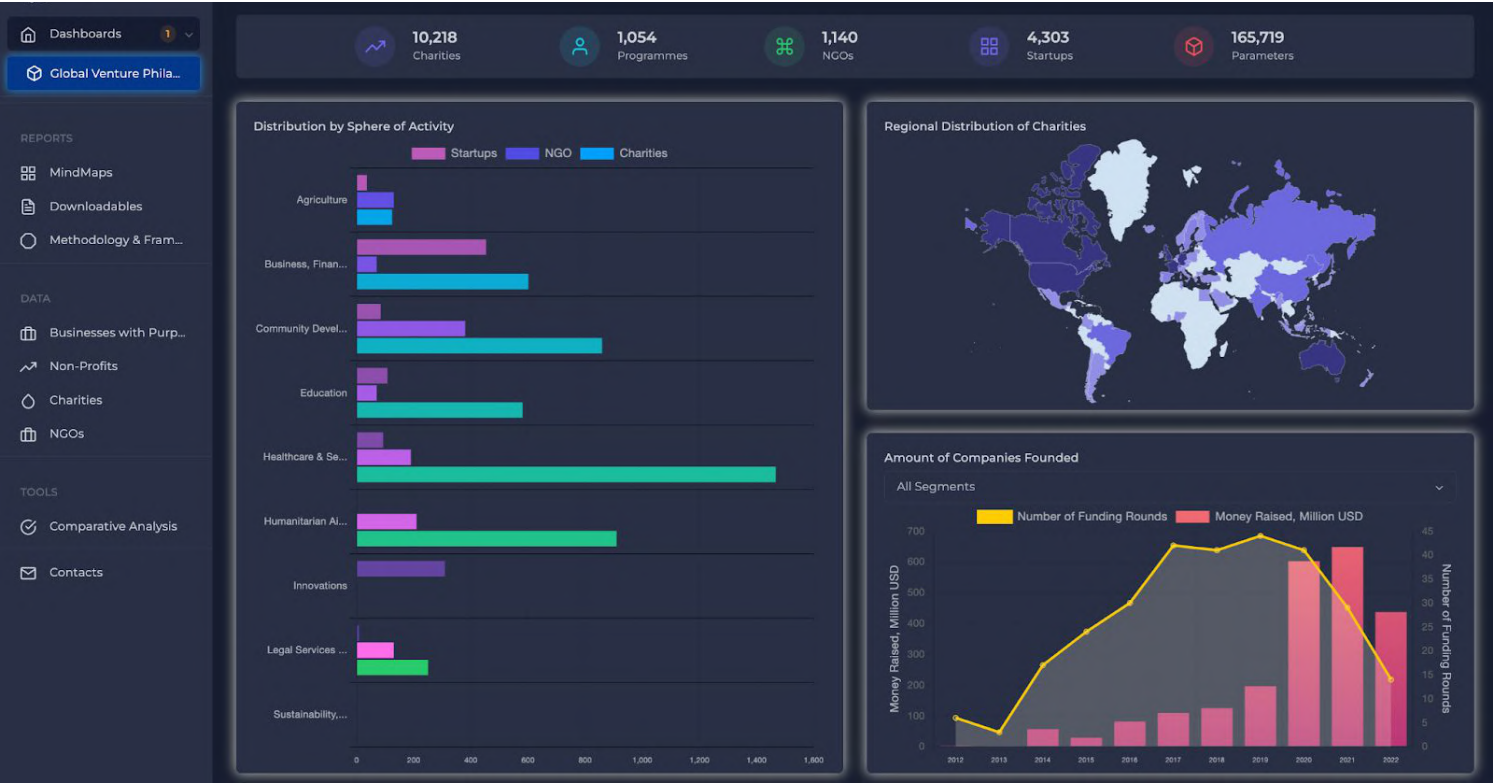 Dashboards 1
Global Venture Phila...
REPORTS
MindMaps
Downloadables
Methodology & Fram...
DATA
Businesses with Purp...
Non-Profits
Charities
NGOs
TOOLS
Comparative Analysis
Contacts
10,218
Charities
1,054
Programmes
1,140
NGOs
4,303
Startups
165,719
Parameters
Distribution by Sphere of Activity
Startups NGO Charities
Agriculture
Business, Finan...
Community Devel...
Education
Healthcare & Se...
Humanitarian Ai...
Innovations
Legal Services ...
Sustainability,...
0 200 400 600 800 1,000 1,200 1,400 1,600
Regional Distribution of Charities
Amount of Companies Founded
All Segments
Number of Funding Rounds Money Raised, Million USD
Money Raised, Million USD
700
600
500
400
300
200
100
0
45
40
35
30
25
20
15
10
5
0
Number of Funding Rounds
2012 2013 2014 2015 2016 2017 2018 2019 2020 2021 2022